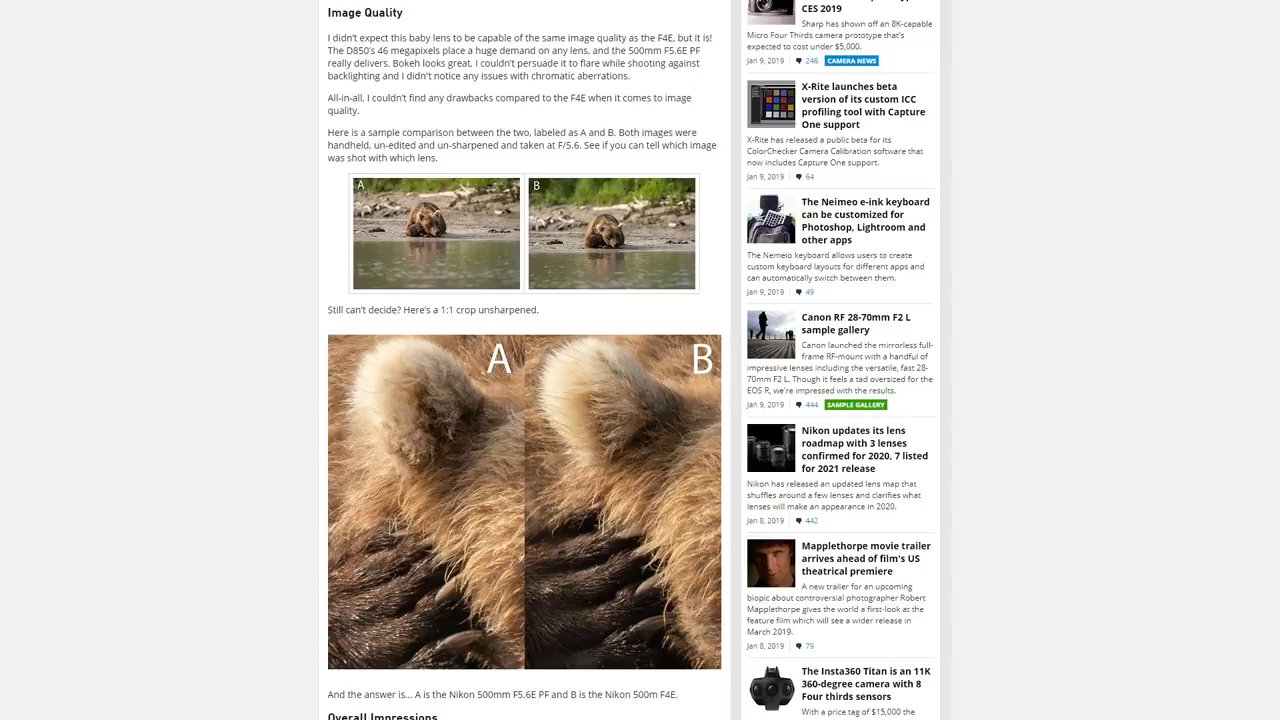 Image Quality
I didn't expect this baby lens to be capable of the same image quality as the F4E, but it is!
The D850's 46 megapixels place a huge demand on any lens, and the 500mm F5.6E PF
really delivers. Bokeh looks great. I couldn't persuade it to flare while shooting against
backlighting and I didn't notice any issues with chromatic aberrations.
All-in-all, I couldn't find any drawbacks compared to the F4E when it comes to image
quality.
Here is a sample comparison between the two, labeled as A and B. Both images were
handheld, un-edited and un-sharpened and taken at F/5.6. See if you can tell which image
was shot with which lens.
A
B
Still can't decide? Here's a 1:1 crop unsharpened.
A
B
And the answer is... A is the Nikon 500mm F5.6E PF and B is the Nikon 500m F4E.
Overall Impressions
CES 2019
Sharp has shown off an 8K-capable
Micro Four Thirds camera prototype that's
expected to cost under $5,000.
Jan 9, 2019 246 CAMERA NEWS
X-Rite launches beta
version of its custom ICC
profiling tool with Capture
One support
X-Rite has released a public beta for its
ColorChecker Camera Calibration software that
now includes Capture One support.
Jan 9, 2019 64
The Neimeo e-ink keyboard
can be customized for
Photoshop, Lightroom and
other apps
The Nemeio keyboard allows users to create
custom keyboard layouts for different apps and
can automatically switch between them.
Jan 9, 2019 49
Canon RF 28-70mm F2 L
sample gallery
Canon launched the mirrorless full-
frame RF-mount with a handful of
impressive lenses including the versatile, fast 28-
70mm F2 L. Though it feels a tad oversized for the
EOS R, we're impressed with the results.
Jan 9, 2019 444 SAMPLE GALLERY
Nikon updates its lens
roadmap with 3 lenses
confirmed for 2020, 7 listed
for 2021 release
Nikon has released an updated lens map that
shuffles around a few lenses and clarifies what
lenses will make an appearance in 2020.
Jan 8, 2019 442
Mapplethorpe movie trailer
arrives ahead of film's US
theatrical premiere
A new trailer for an upcoming
biopic about controversial photographer Robert
Mapplethorpe gives the world a first-look at the
feature film which will see a wider release in
March 2019.
Jan 8, 2019 79
The Insta360 Titan is an 11K
360-degree camera with 8
Four thirds sensors
With a price tag of $15,000 the